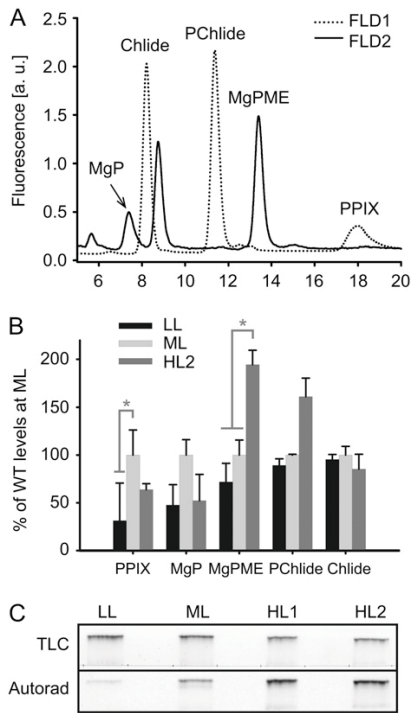 A
FLD1
FLD2
Chlide
PChlide
MgPME
MgP
PPIX
Fluorescence [a. u.]
2.5
2.0
1.5
1.0
0.5
0.0
6 8 10 12 14 16 18 20
B
LL
ML
HL2
*
*
% of WT levels at ML
200
150
100
50
0
PPIX MgP MgPME PChlide Chlide
C
LL ML HL1 HL2
TLC
Autorad